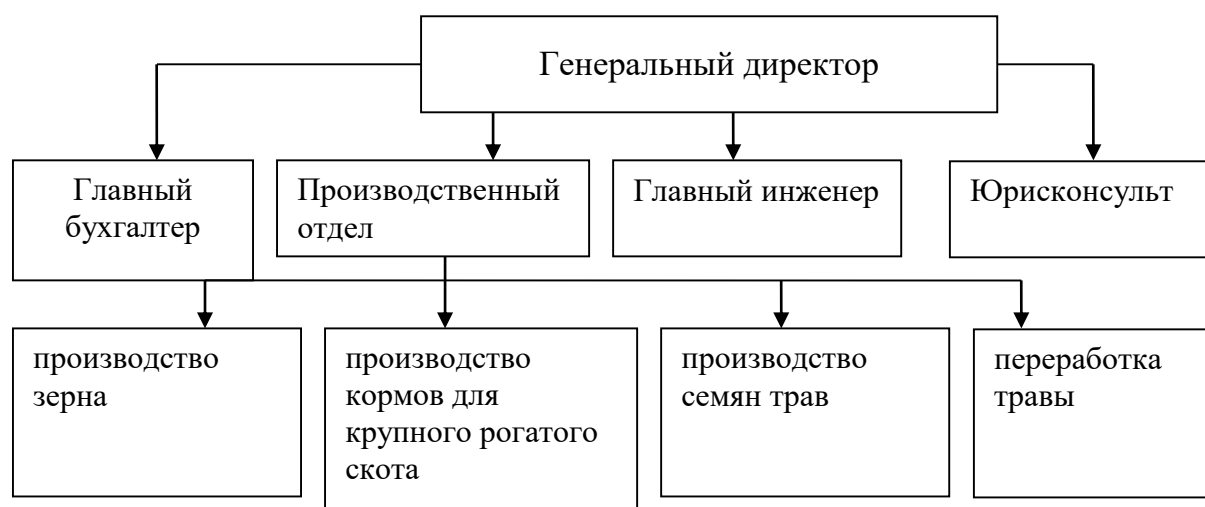 Генеральный директор
Главный
бухгалтер
Производственный
отдел
Главный инженер
Юрисконсульт
производство
зерна
производство
кормов для
крупного рогатого
скота
производство
семян трав
переработка
травы